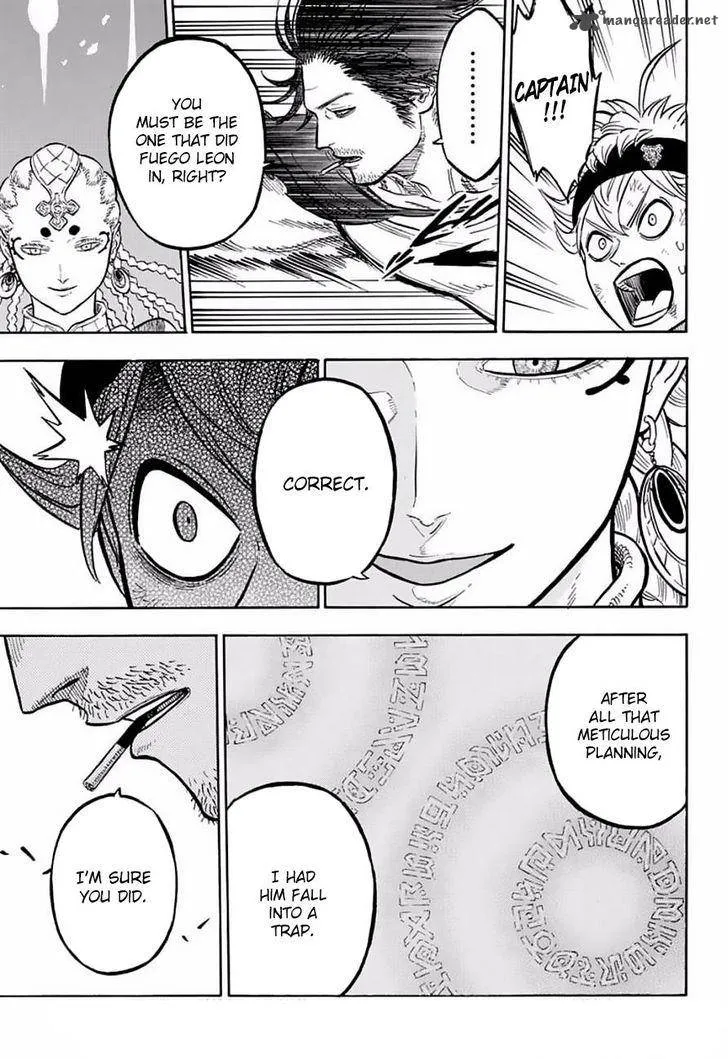 mangareader.net
CAPTAIN
!!!
YOU
MUST BE THE
ONE THAT DID
FUEGO LEON
IN, RIGHT?
CORRECT.
AFTER
ALL THAT
METICULOUS
PLANNING,
I HAD
HIM FALL
INTO A
TRAP.
I'M SURE
YOU DID.